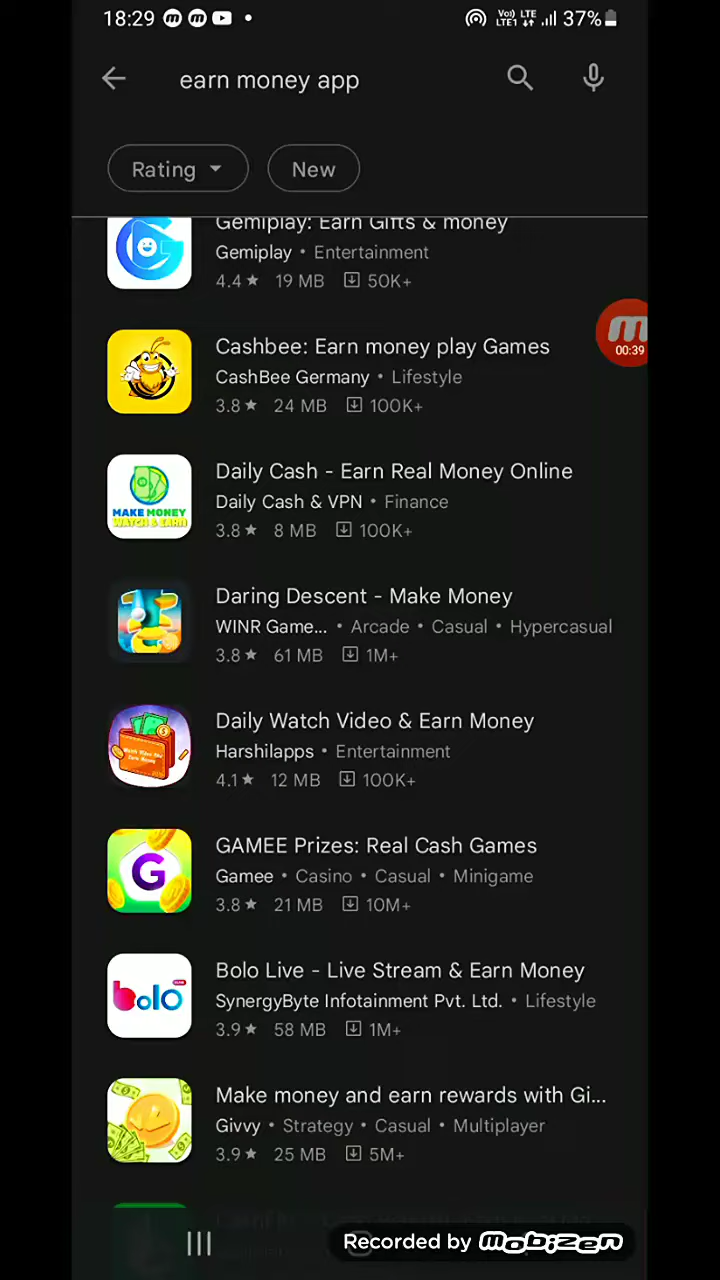 18:29
Vo)) LTE
LTE1
37%
earn money app
Rating
New
Gemiplay: Earn Gifts & money
Gemiplay • Entertainment
4.4★ 19 MB 50K+
00:39
Cashbee: Earn money play Games
CashBee Germany • Lifestyle
3.8★ 24 MB 100K+
MAKE MONEY
WATCH & EARN
Daily Cash - Earn Real Money Online
Daily Cash & VPN • Finance
3.8★ 8 MB 100K+
Daring Descent - Make Money
WINR Game... • Arcade • Casual • Hypercasual
3.8★ 61 MB 1M+
Daily Watch Video & Earn Money
Harshilapps • Entertainment
4.1★ 12 MB 100K+
G
GAMEE Prizes: Real Cash Games
Gamee • Casino • Casual • Minigame
3.8★ 21 MB 10M+
bolo
Bolo Live - Live Stream & Earn Money
SynergyByte Infotainment Pvt. Ltd. • Lifestyle
3.9★ 58 MB 1M+
Make money and earn rewards with Gi...
Givvy • Strategy • Casual • Multiplayer
3.9★ 25 MB 5M+
Recorded by mobizen